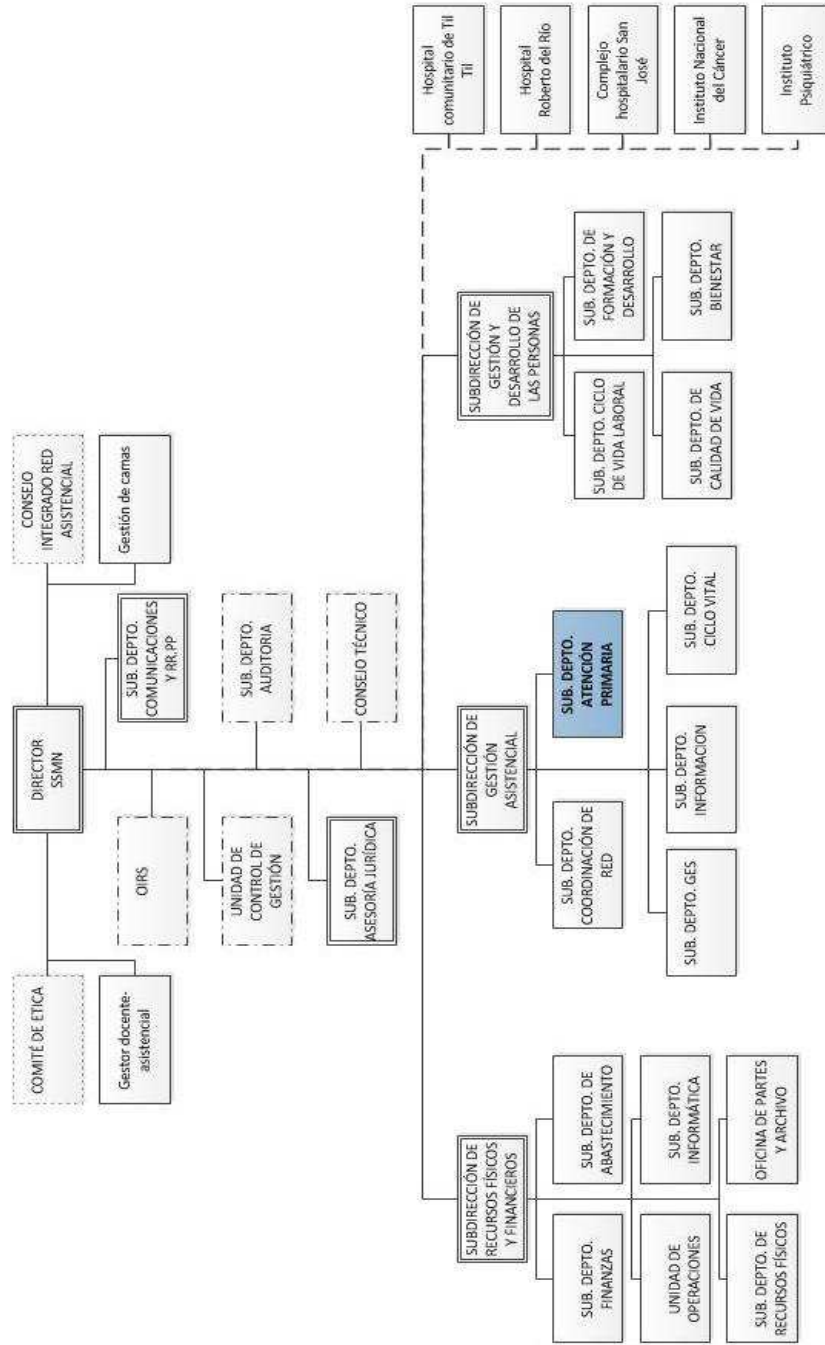 DIRECTOR
SSMN
COMITÉ DE ETICA
Gestor docente-
asistencial
CONSEJO
INTEGRADO RED
ASISTENCIAL
Gestión de camas
SUB. DEPTO.
COMUNICACIONES
Y RR.PP
OIRS
SUB. DEPTO.
AUDITORIA
UNIDAD DE
CONTROL DE
GESTIÓN
CONSEJO TÉCNICO
SUB. DEPTO.
ASESORÍA JURÍDICA
SUBDIRECCIÓN DE
RECURSOS FÍSICOS
Y FINANCIEROS
SUB. DEPTO.
FINANZAS
SUB. DEPTO. DE
ABASTECIMIENTO
UNIDAD DE
OPERACIONES
SUB. DEPTO.
INFORMÁTICA
SUB. DEPTO. DE
RECURSOS FÍSICOS
OFICINA DE PARTES
Y ARCHIVO
SUBDIRECCIÓN DE
GESTIÓN
ASISTENCIAL
SUB. DEPTO.
COORDINACIÓN DE
RED
SUB. DEPTO.
ATENCIÓN
PRIMARIA
SUB. DEPTO. GES
SUB. DEPTO.
INFORMACION
SUB. DEPTO.
CICLO VITAL
SUBDIRECCIÓN DE
GESTIÓN Y
DESARROLLO DE
LAS PERSONAS
SUB. DEPTO. CICLO
DE VIDA LABORAL
SUB. DEPTO. DE
FORMACIÓN Y
DESARROLLO
SUB. DEPTO. DE
CALIDAD DE VIDA
SUB. DEPTO.
BIENESTAR
Hospital
comunitario de Til
Til
Hospital
Roberto del Río
Complejo
hospitalario San
José
Instituto Nacional
del Cáncer
Instituto
Psiquiátrico